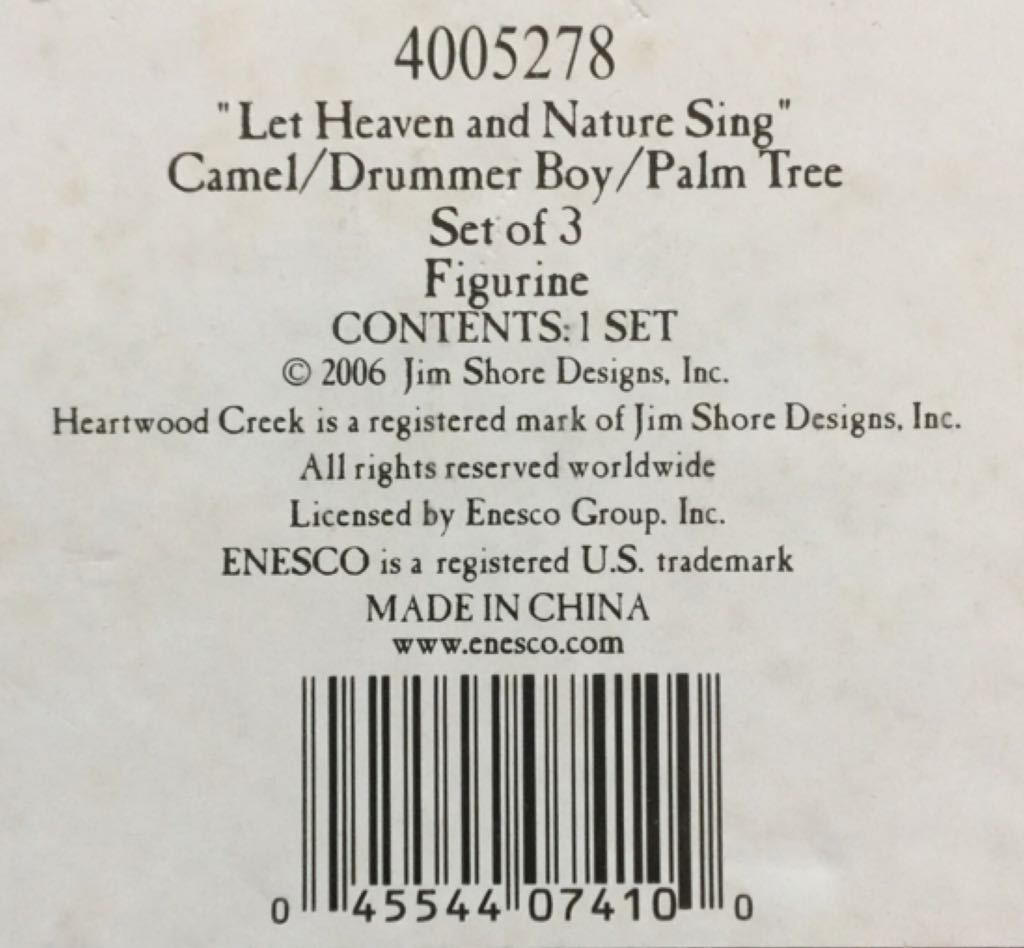 4005278
"Let Heaven and Nature Sing"
Camel/Drummer Boy/Palm Tree
Set of 3
Figurine
CONTENTS: 1 SET
© 2006 Jim Shore Designs, Inc.
Heartwood Creek is a registered mark of Jim Shore Designs, Inc.
All rights reserved worldwide
Licensed by Enesco Group. Inc.
ENESCO is a registered U.S. trademark
MADE IN CHINA
www.enesco.com
0 45544 07410 0